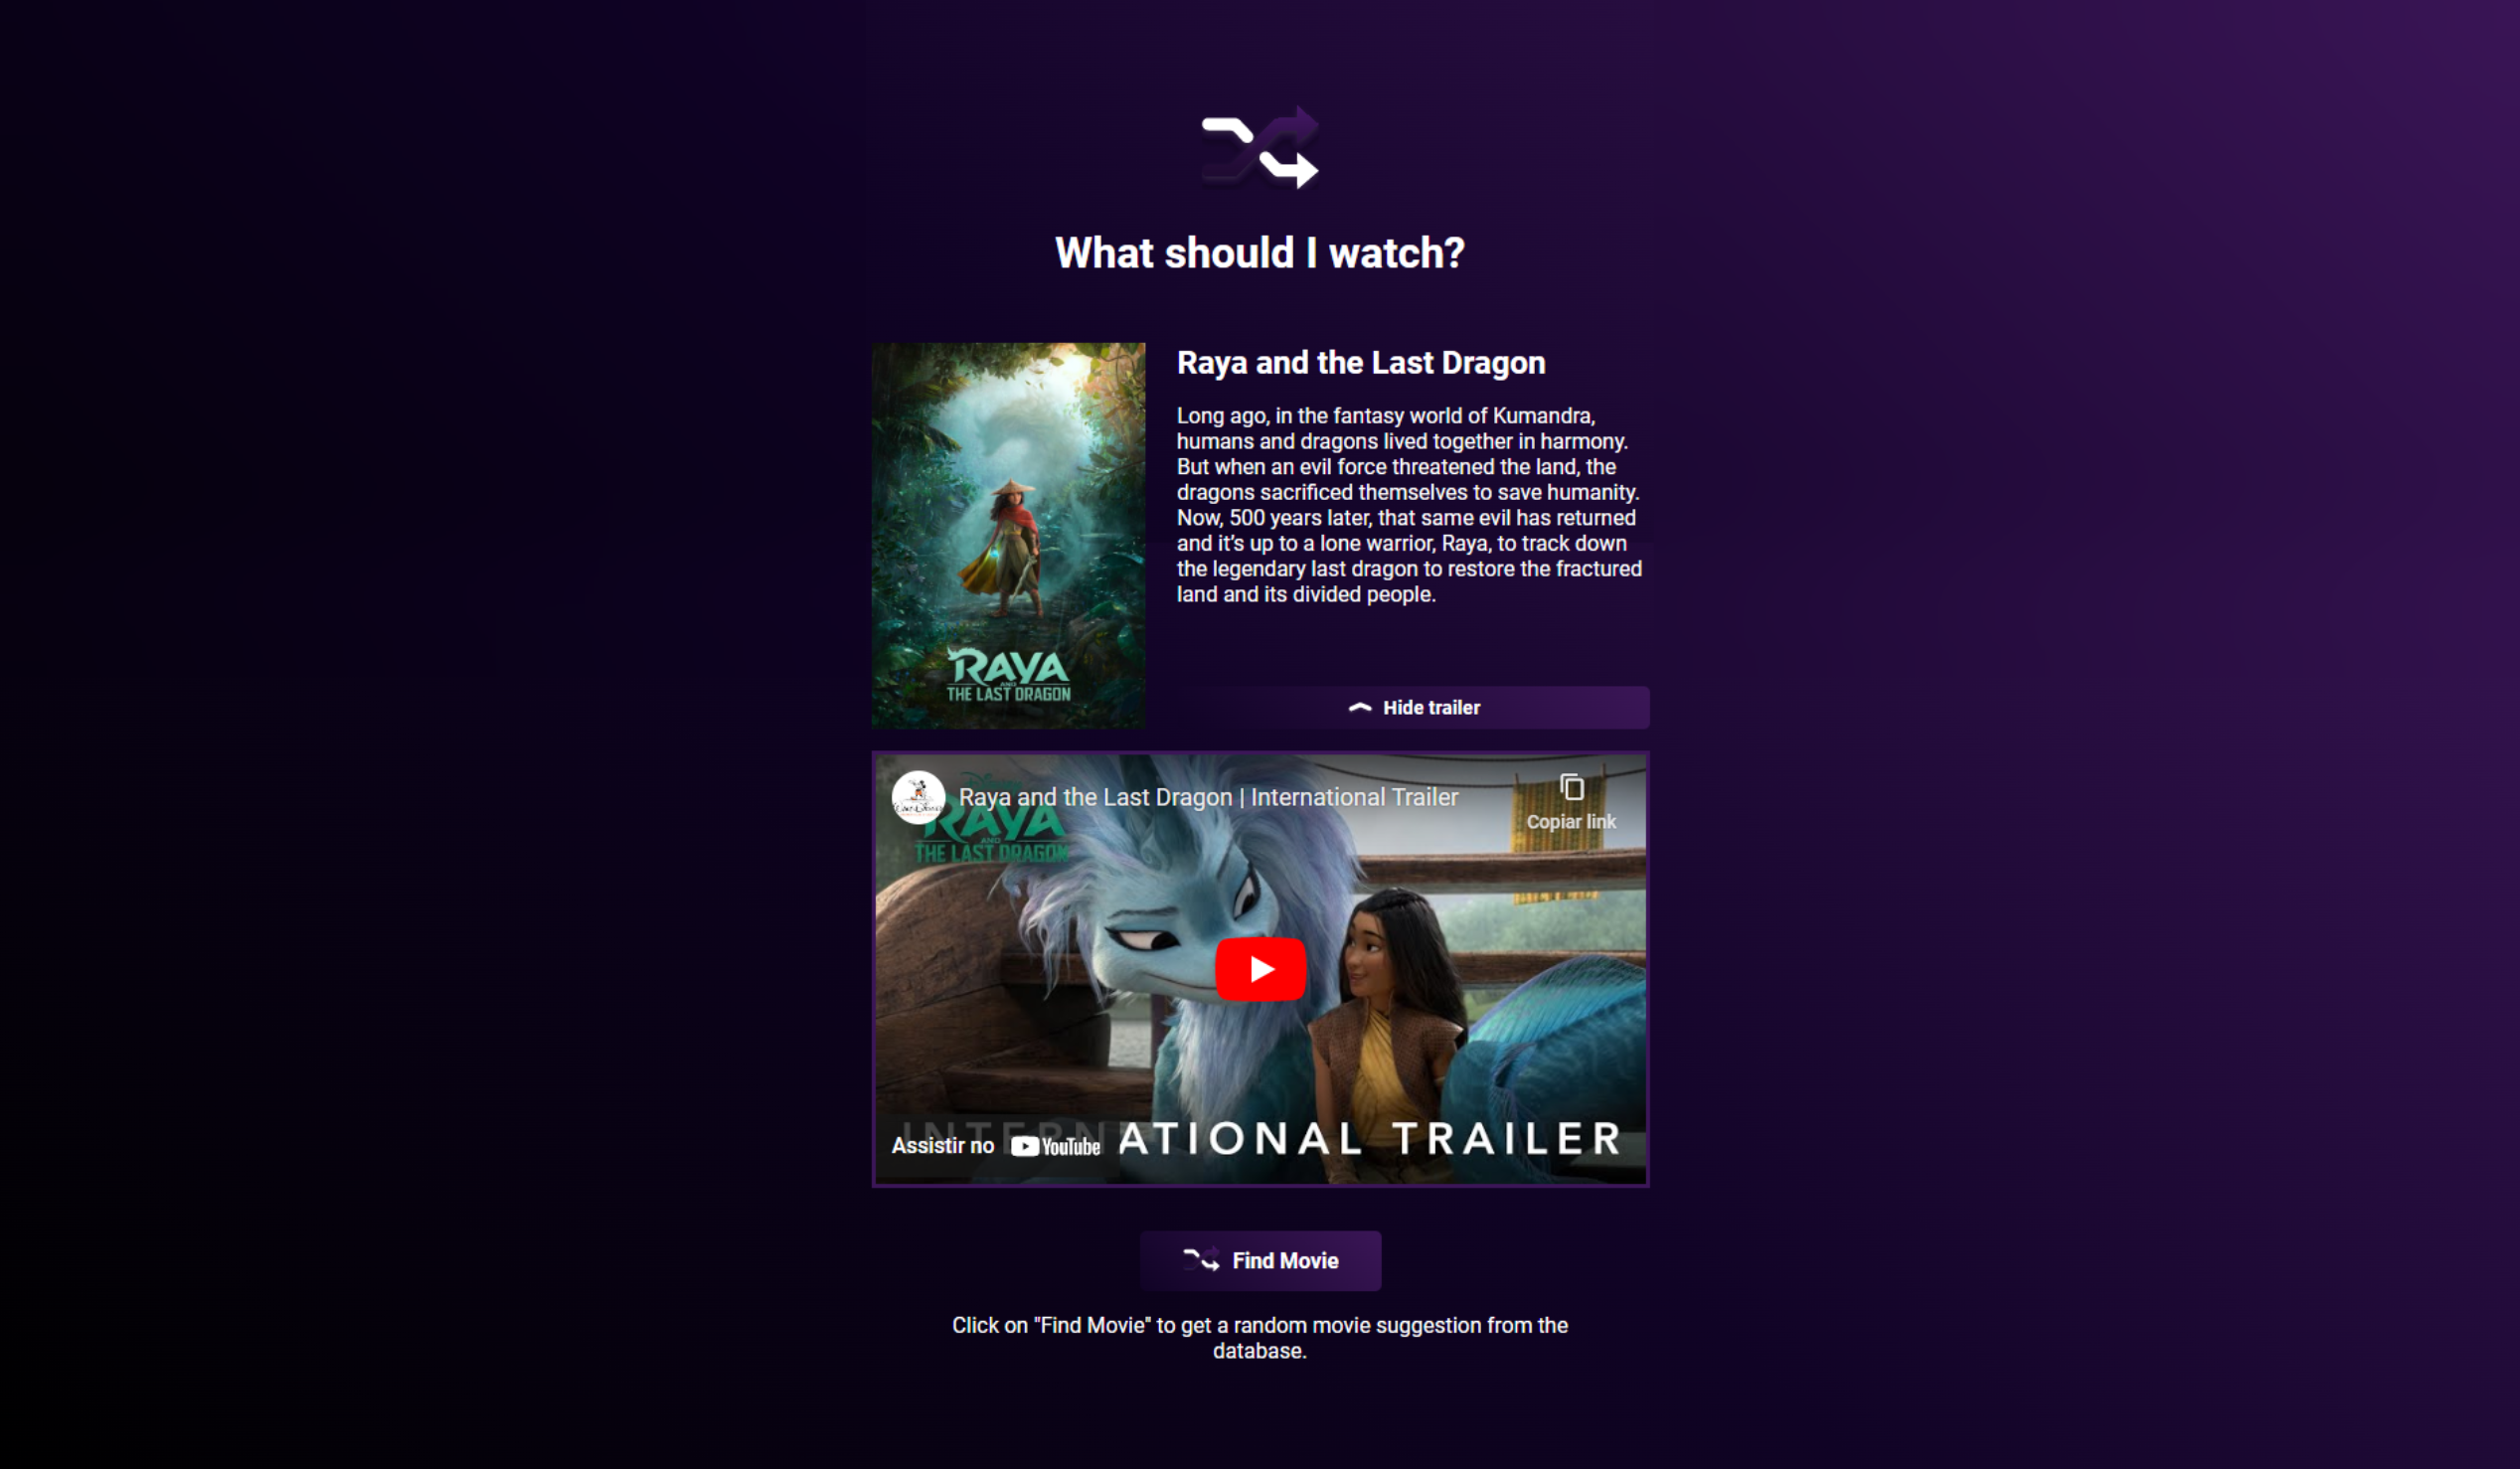 What should I watch?
Raya and the Last Dragon
Long ago, in the fantasy world of Kumandra,
humans and dragons lived together in harmony.
But when an evil force threatened the land, the
dragons sacrificed themselves to save humanity.
Now, 500 years later, that same evil has returned
and it's up to a lone warrior, Raya, to track down
the legendary last dragon to restore the fractured
land and its divided people.
RAYA
AND
THE LAST DRAGON
Hide trailer
Raya and the Last Dragon | International Trailer
Copiar link
RAYA
AND
THE LAST DRAGON
Assistir no YouTube
INTERNATIONAL TRAILER
Find Movie
Click on "Find Movie" to get a random movie suggestion from the
database.